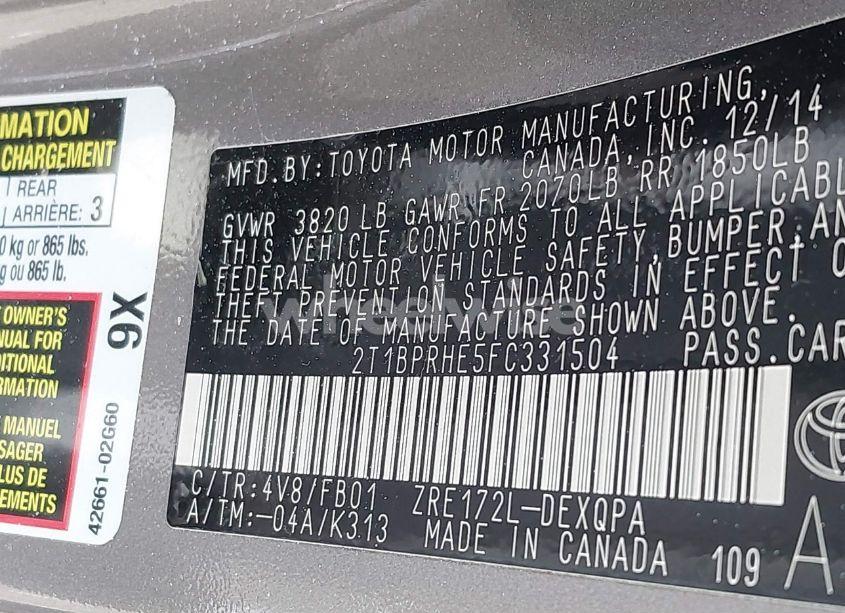 MATION
CHARGEMENT
REAR
ARRIÈRE: 3
0 kg or 865 lbs.
g ou 865 lb.
OWNER'S
ANUAL FOR
DITIONAL
ORMATION
E MANUEL
SAGER
LUS DE
EMENTS
9X
42661-02G60
MFD. BY: TOYOTA MOTOR MANUFACTURING,
CANADA, INC. 12/14
GVWR 3820 LB GAWR FR 2070LB RR 1850LB
THIS VEHICLE CONFORMS TO ALL APPLICABL
FEDERAL MOTOR VEHICLE SAFETY, BUMPER, AN
THEFT PREVENTION STANDARDS IN EFFECT O
THE DATE OF MANUFACTURE SHOWN ABOVE.
2T1BPRHE5FC331504 PASS. CAR
C/TR: 4V8/FB01 ZRE172L-DEXQPA
A/TM:-04A/K313 MADE IN CANADA 109 A
wheelwise